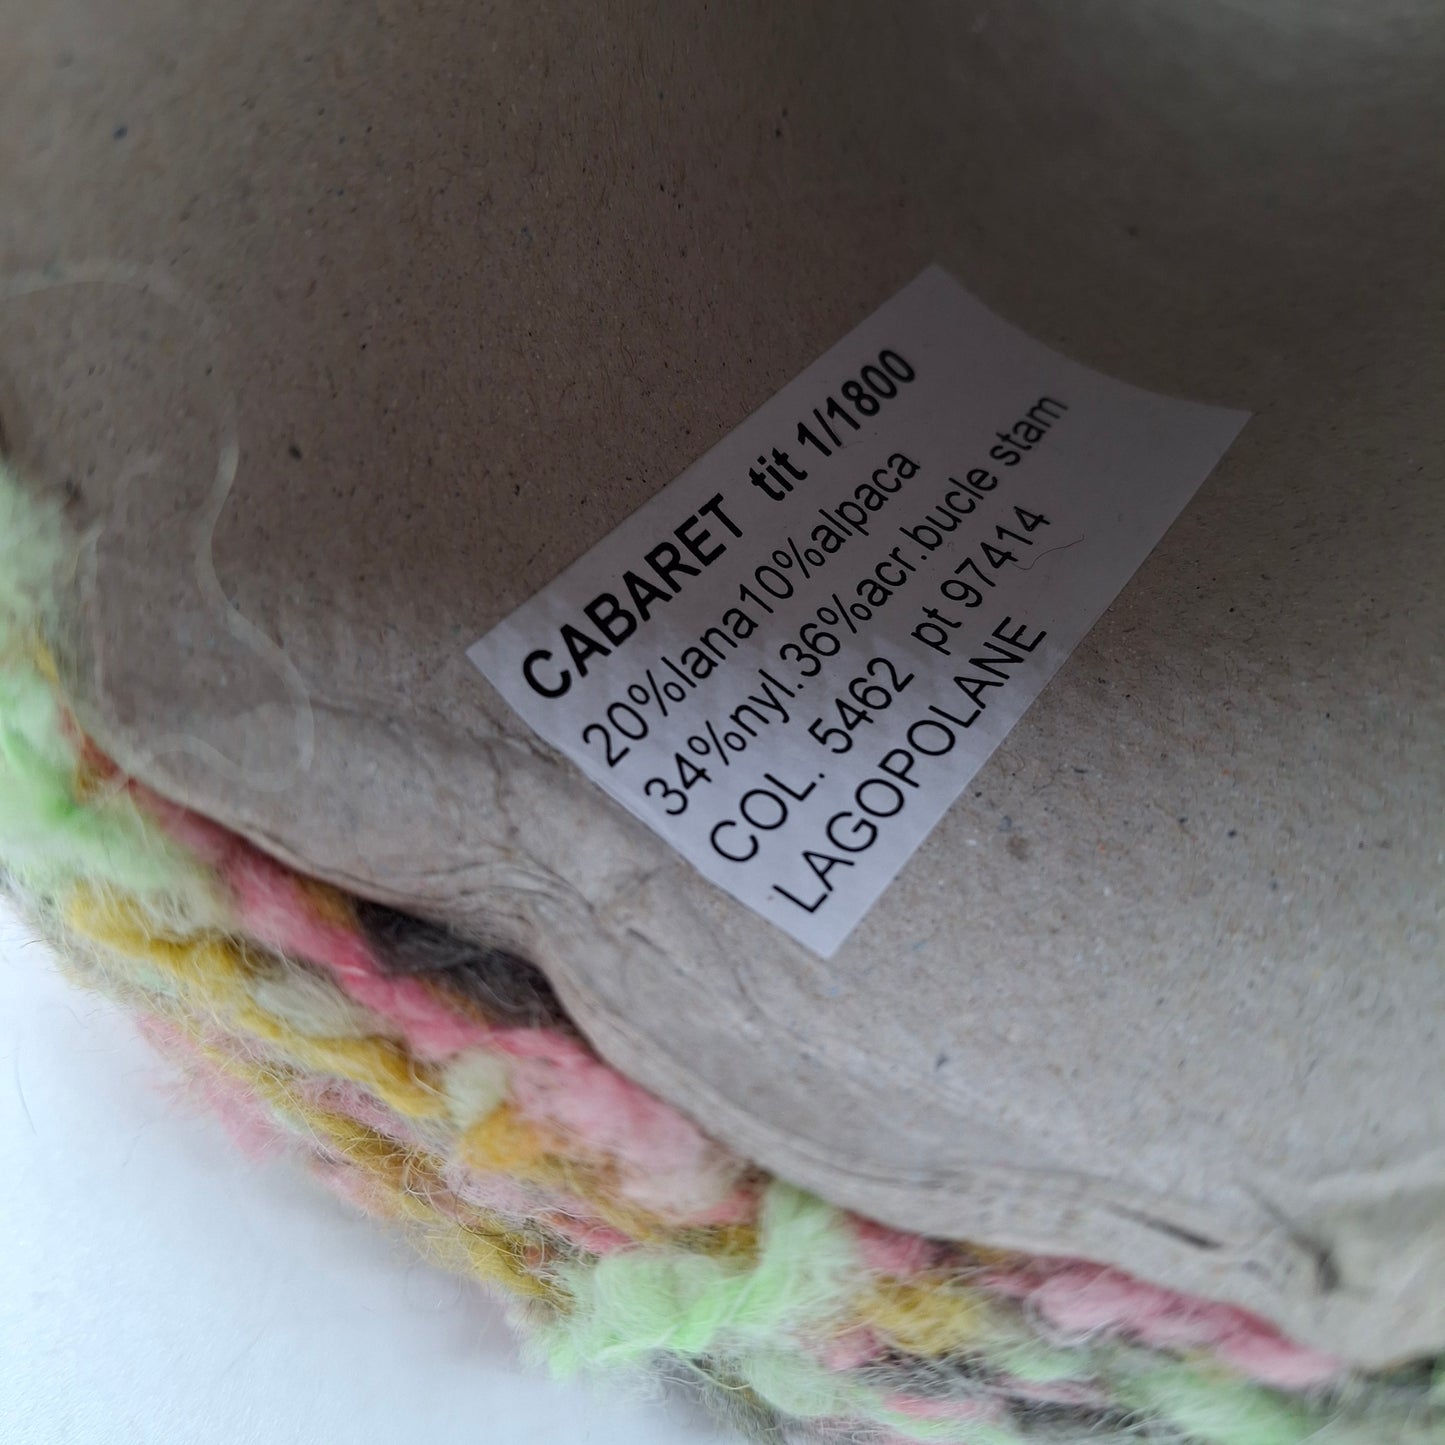 CABARET tit 1/1800
20%lana10%alpaca
34%nyl.36%acr.bucle stam
COL. 5462 pt 97414
LAGOPOLANE